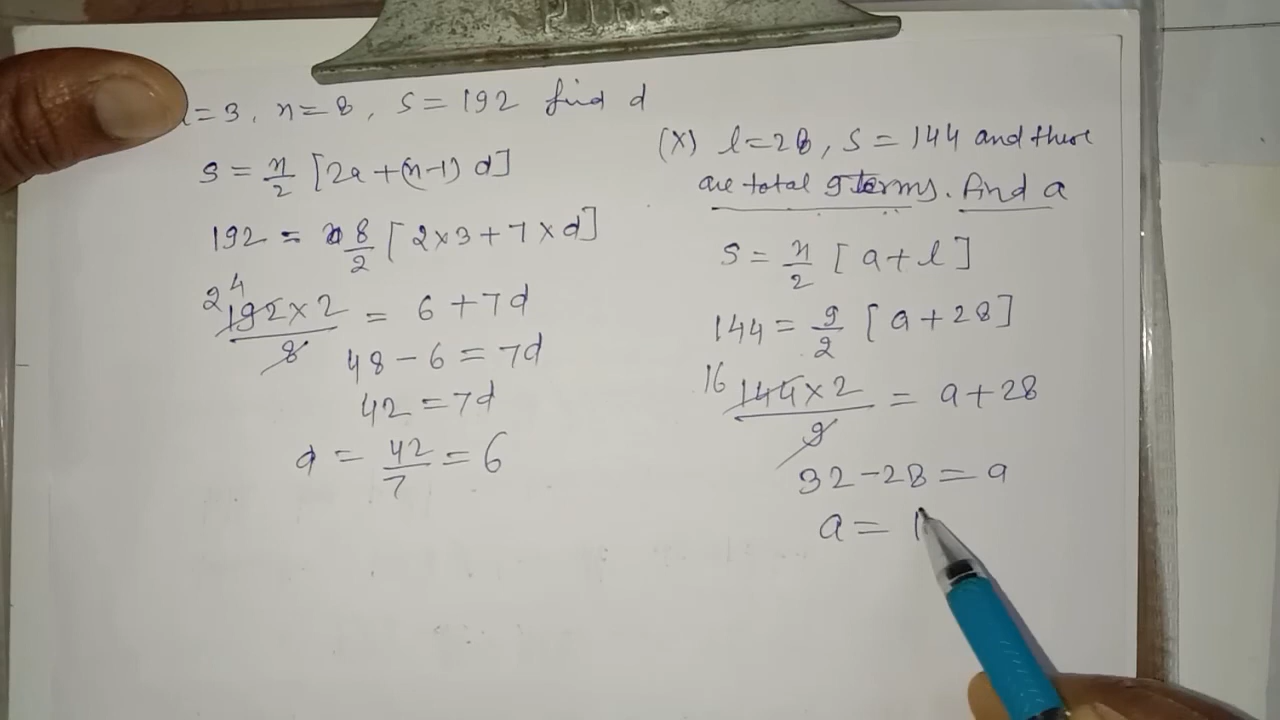 =3, n=8, S=192 find d
S = n/2 [2a+(n-1) d]
192 = 8/2 [2×3+7×d]
24
192×2/8 = 6+7d
48-6=7d
42=7d
d = 42/7 = 6
(X) l=28, S=144 and there
are total 9 terms. Find a
S = n/2 [a+l]
144 = 9/2 [a+28]
16
144×2/9 = a+28
32-28=a
a=